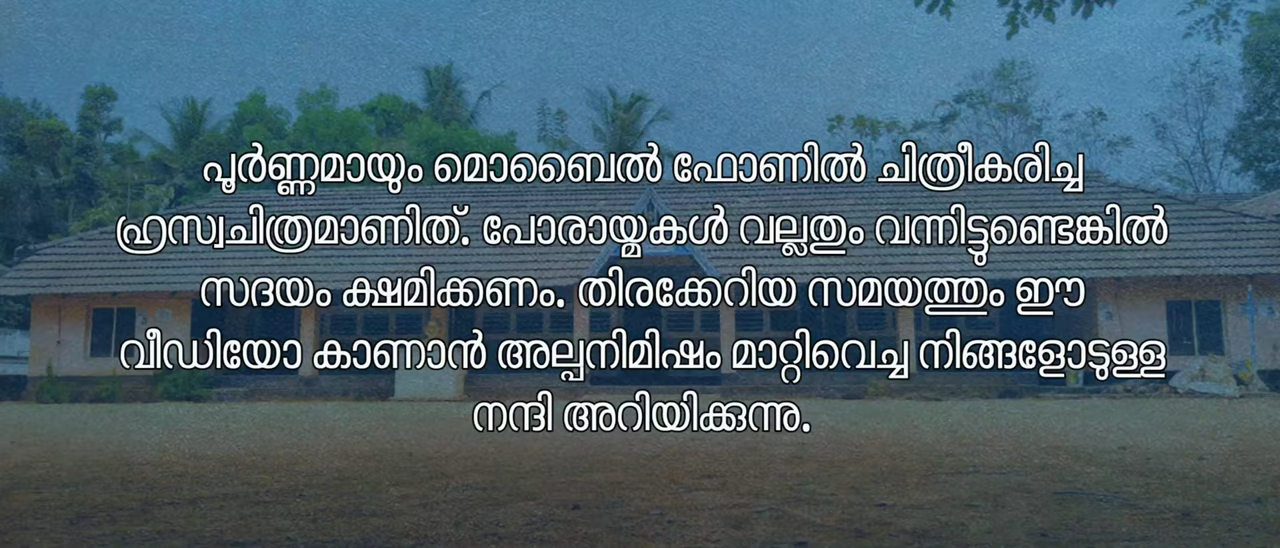 പൂർണ്ണമായും മൊബൈൽ ഫോണിൽ ചിത്രീകരിച്ച
ഹ്രസ്വചിത്രമാണിത്. പോരായ്മകൾ വല്ലതും വന്നിട്ടുണ്ടെങ്കിൽ
സദയം ക്ഷമിക്കണം. തിരക്കേറിയ സമയത്തും ഈ
വീഡിയോ കാണാൻ അല്പനിമിഷം മാറ്റിവെച്ച നിങ്ങളോടുള്ള
നന്ദി അറിയിക്കുന്നു.